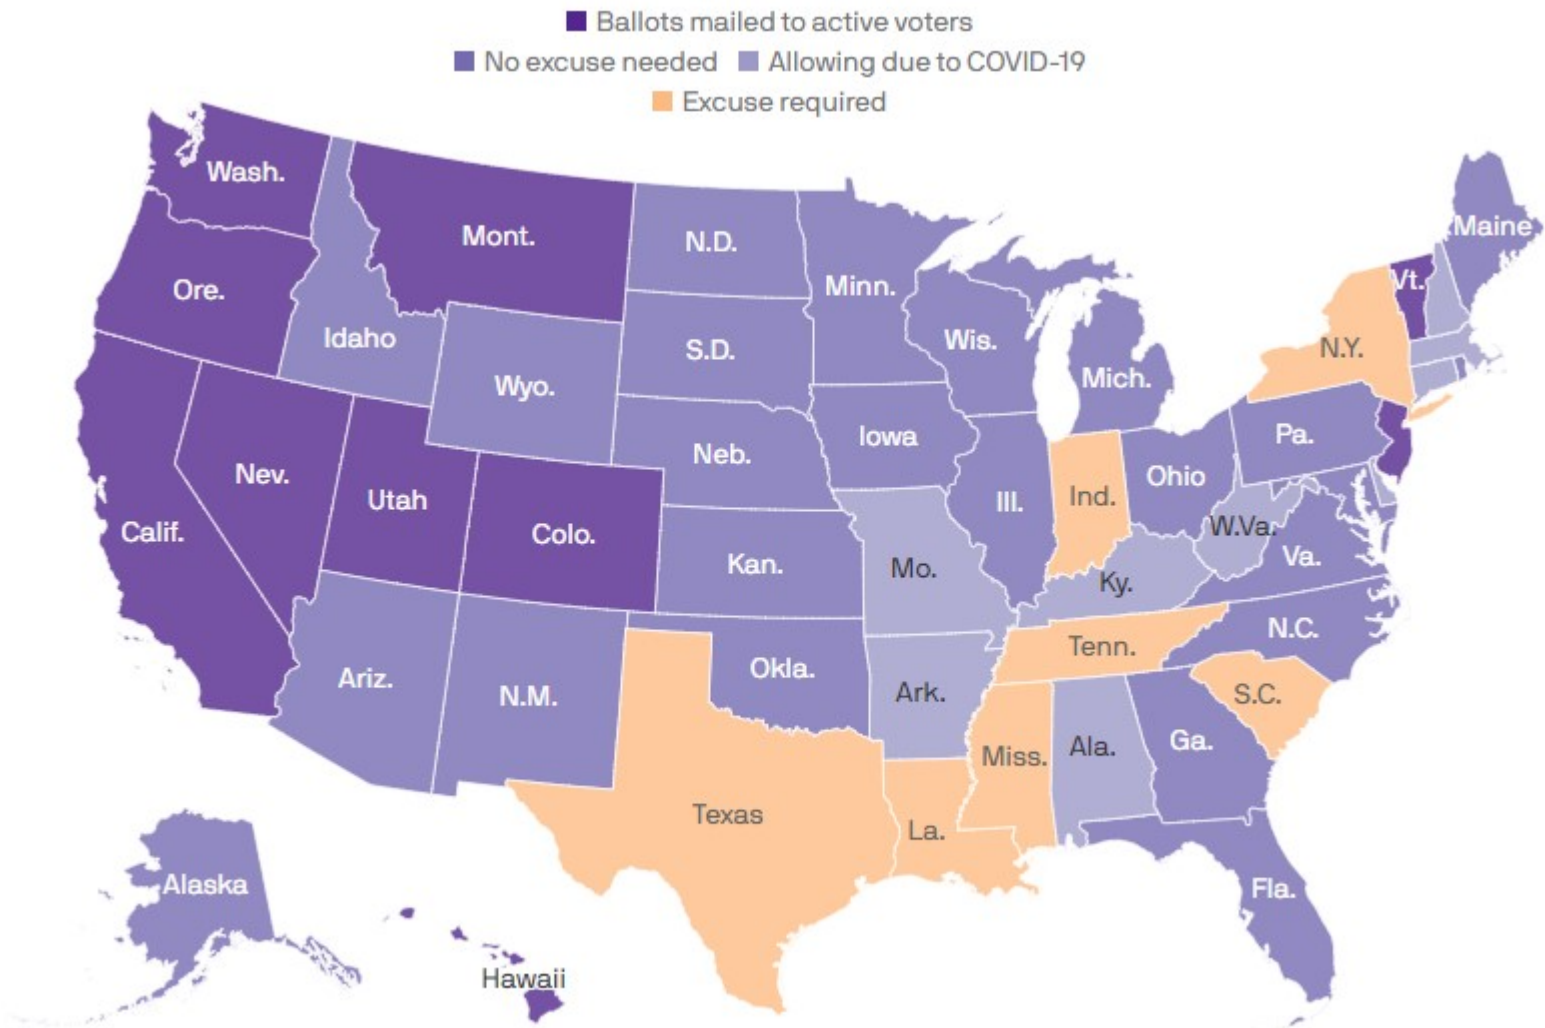 Ballots mailed to active voters
No excuse needed Allowing due to COVID-19
Excuse required
Wash.
Mont.
N.D.
Minn.
Maine
Vt.
Ore.
Idaho
Wyo.
S.D.
Wis.
Mich.
N.Y.
Nev.
Utah
Colo.
Neb.
Iowa
Ill.
Ind.
Ohio
Pa.
Calif.
Kan.
Mo.
Ky.
W.Va.
Va.
Ariz.
N.M.
Okla.
Ark.
Tenn.
N.C.
S.C.
Texas
La.
Miss.
Ala.
Ga.
Fla.
Alaska
Hawaii